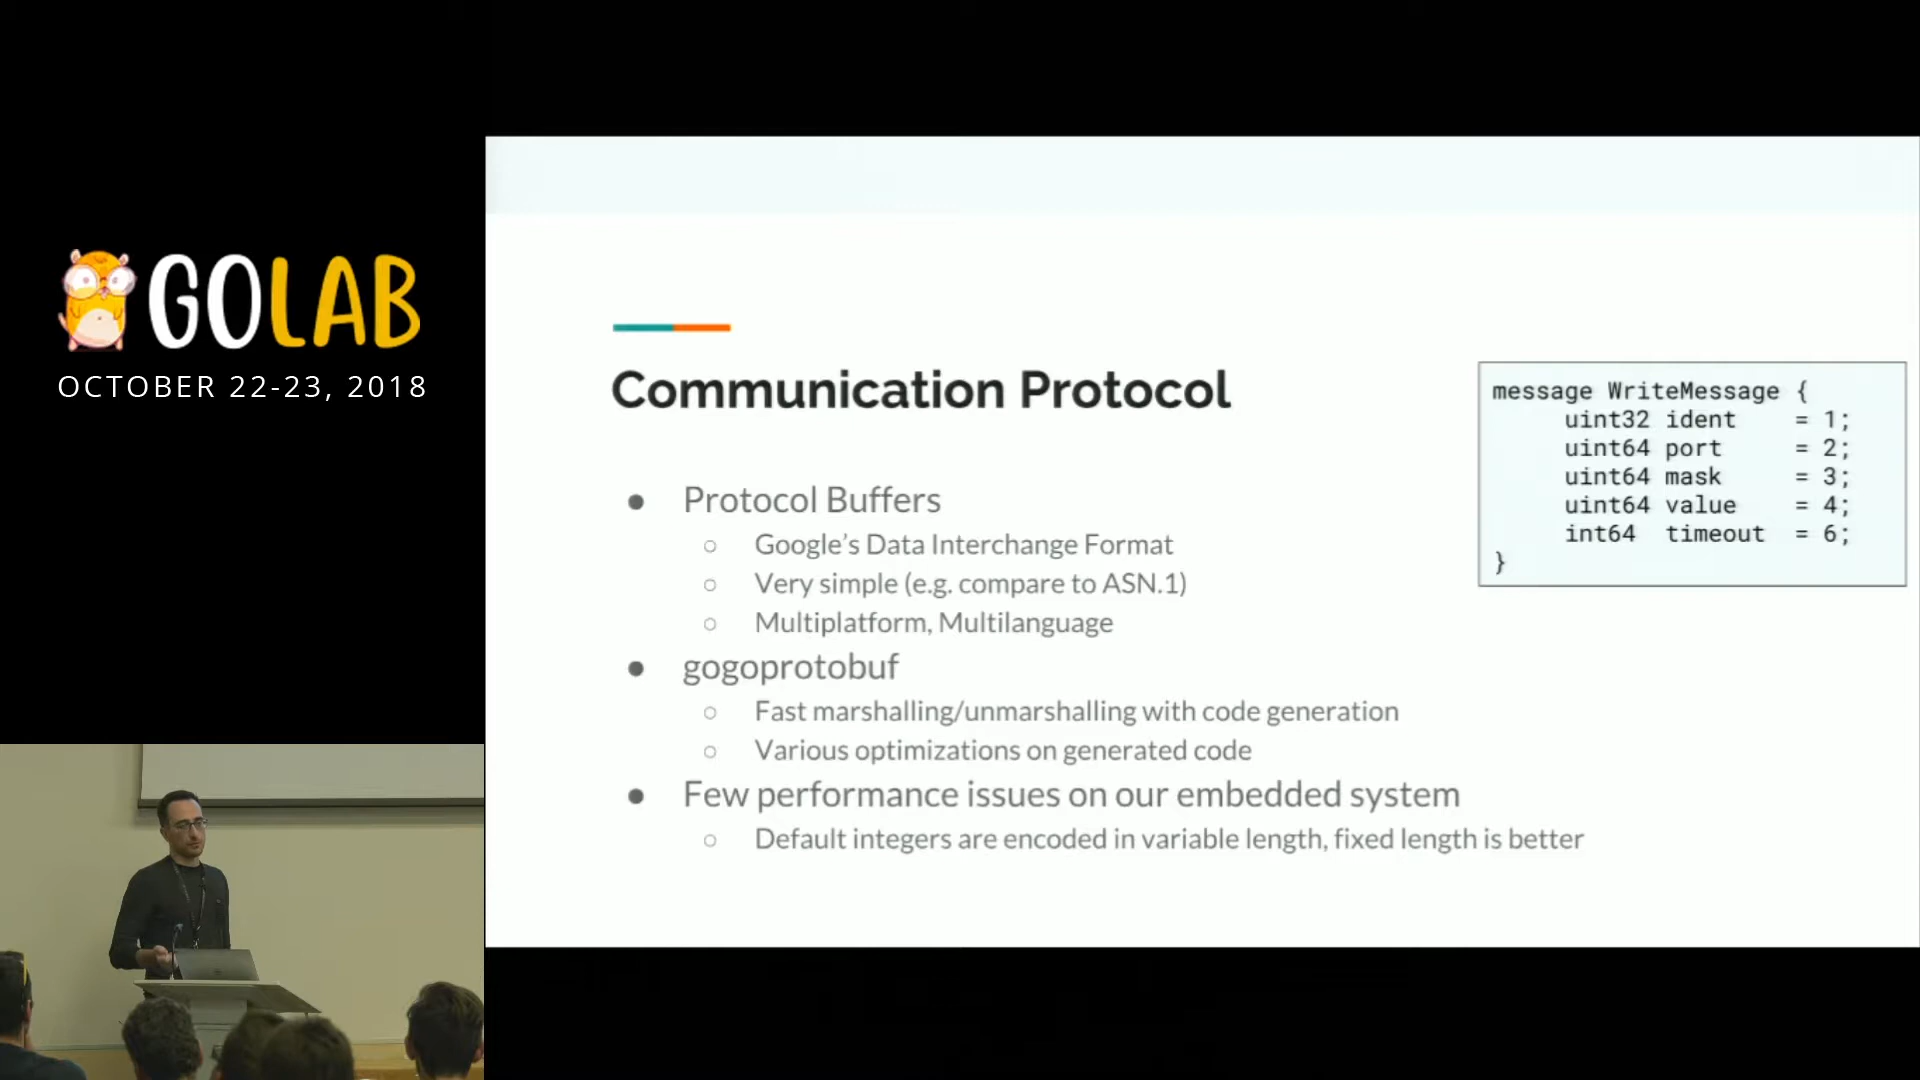 GOLAB
OCTOBER 22-23, 2018
Communication Protocol
● Protocol Buffers
○ Google's Data Interchange Format
○ Very simple (e.g. compare to ASN.1)
○ Multiplatform, Multilanguage
● gogoprotobuf
○ Fast marshalling/unmarshalling with code generation
○ Various optimizations on generated code
● Few performance issues on our embedded system
○ Default integers are encoded in variable length, fixed length is better
message WriteMessage {
uint32 ident = 1;
uint64 port = 2;
uint64 mask = 3;
uint64 value = 4;
int64 timeout = 6;
}